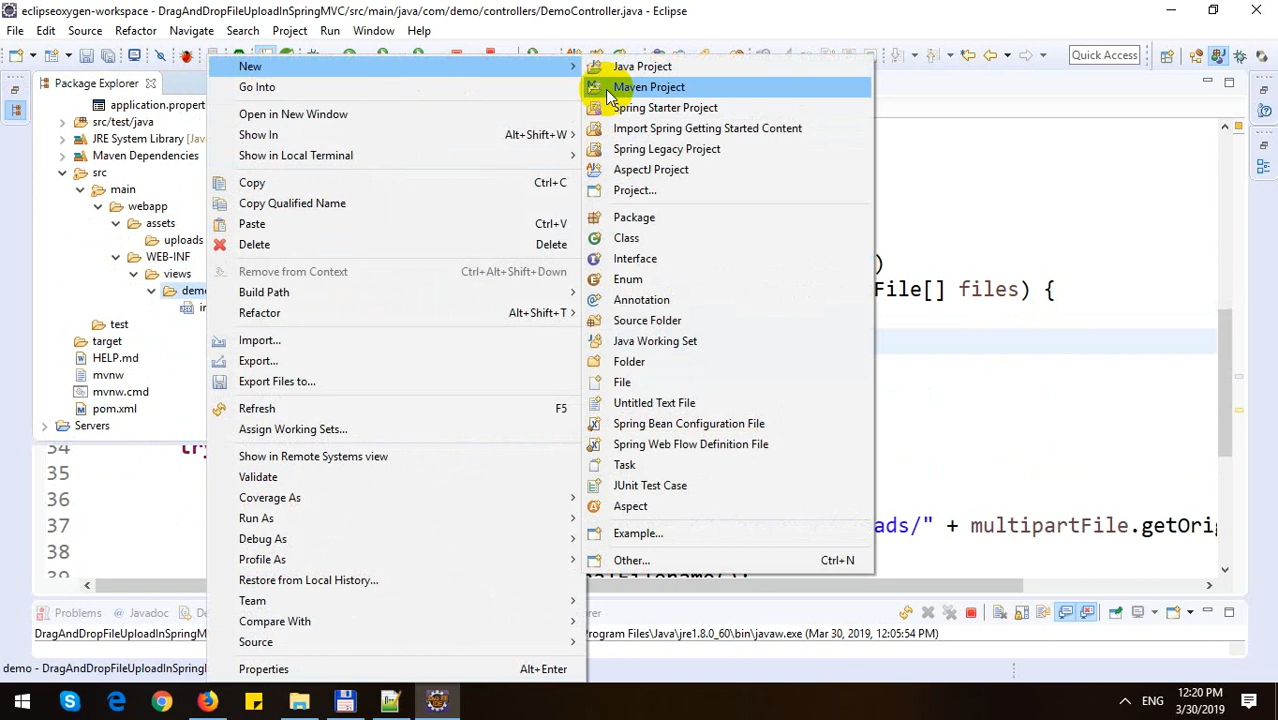 eclipseoxygen-workspace - DragAndDropFileUploadInSpringMVC/src/main/java/com/demo/controllers/DemoController.java - Eclipse
File Edit Source Refactor Navigate Search Project Run Window Help
Quick Access
Package Explorer
application.propert
src/test/java
JRE System Library [Java
Maven Dependencies
src
main
webapp
assets
uploads
WEB-INF
views
demo
in
test
target
HELP.md
mvnw
mvnw.cmd
pom.xml
Servers
New
Go Into
Open in New Window
Show In Alt+Shift+W
Show in Local Terminal
Copy Ctrl+C
Copy Qualified Name
Paste Ctrl+V
Delete Delete
Remove from Context Ctrl+Alt+Shift+Down
Build Path
Refactor Alt+Shift+T
Import...
Export...
Export Files to...
Refresh F5
Assign Working Sets...
Show in Remote Systems view
Validate
Coverage As
Run As
Debug As
Profile As
Restore from Local History...
Team
Compare With
Source
Properties Alt+Enter
Java Project
Maven Project
Spring Starter Project
Import Spring Getting Started Content
Spring Legacy Project
AspectJ Project
Project...
Package
Class
Interface
Enum
Annotation
Source Folder
Java Working Set
Folder
File
Untitled Text File
Spring Bean Configuration File
Spring Web Flow Definition File
Task
JUnit Test Case
Aspect
Example...
Other... Ctrl+N
)
File[] files) {
34 try
35
36
37 ads/" + multipartFile.getOrig
38
39
Problems Javadoc De
DragAndDropFileUploadInSpringM Program Files\Java\jre1.8.0_60\bin\javaw.exe (Mar 30, 2019, 12:05:54 PM)
demo - DragAndDropFileUploadInSpringM
ENG
12:20 PM
3/30/2019